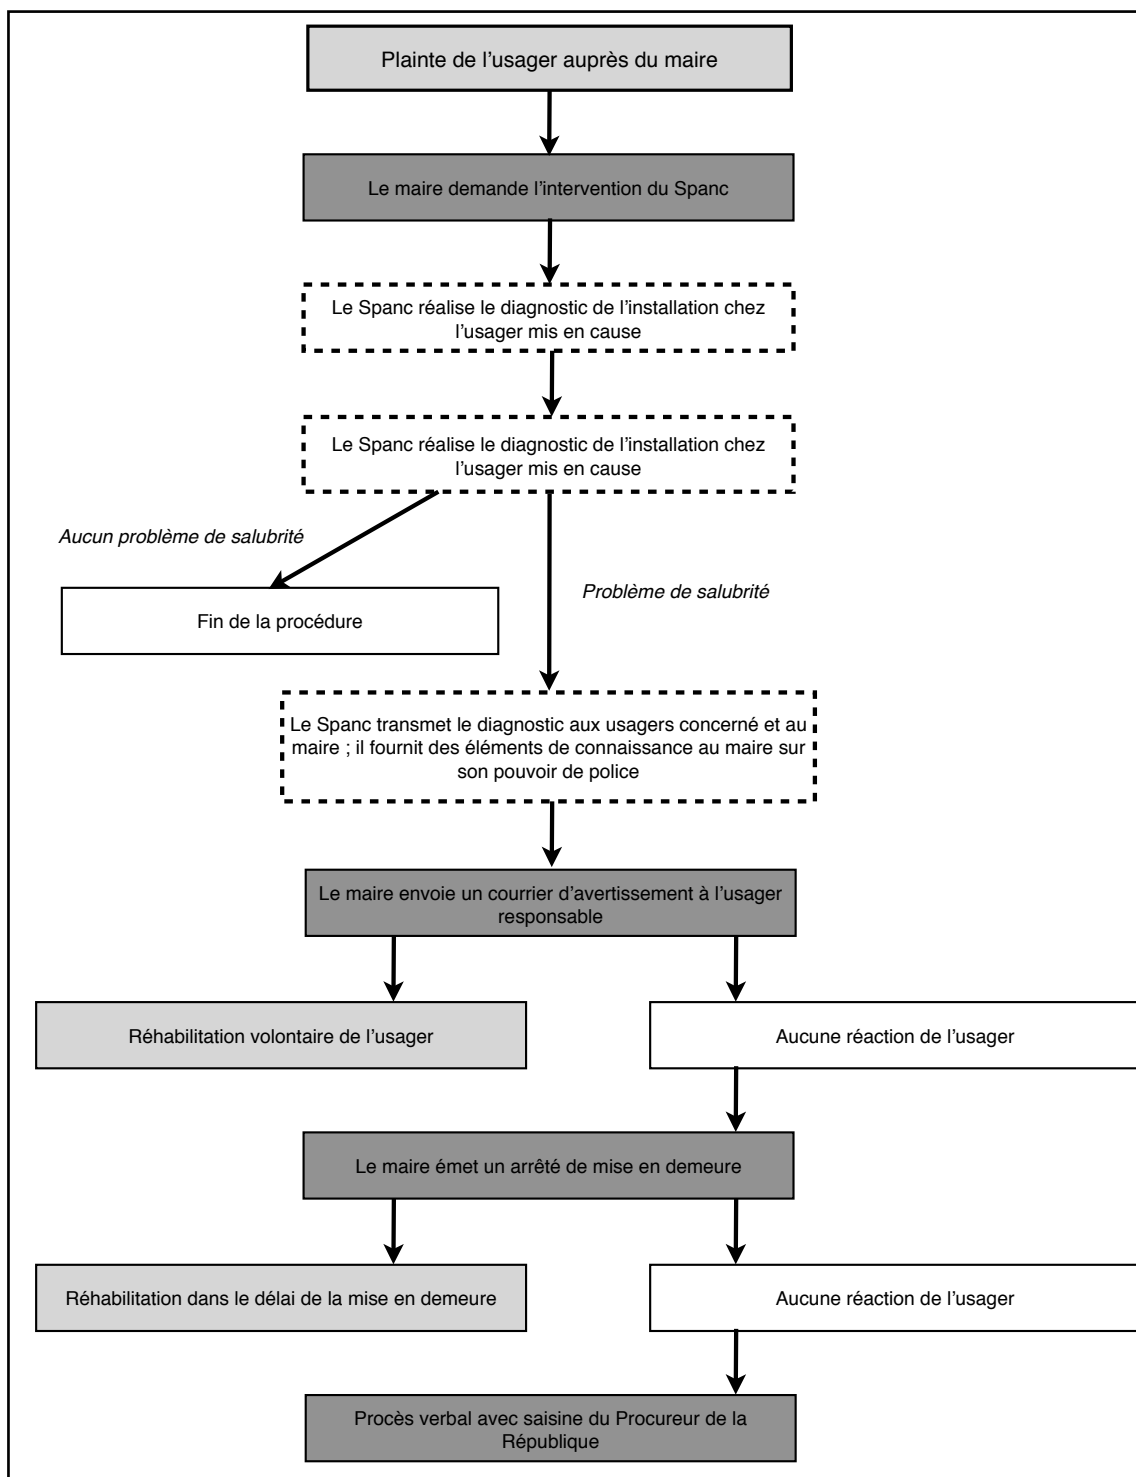 Plainte de l’usager auprès du maire
Le maire demande l’intervention du Spanc
Le Spanc réalise le diagnostic de l’installation chez
l’usager mis en cause
Le Spanc réalise le diagnostic de l’installation chez
l’usager mis en cause
Aucun problème de salubrité
Problème de salubrité
Fin de la procédure
Le Spanc transmet le diagnostic aux usagers concerné et au
maire ; il fournit des éléments de connaissance au maire sur
son pouvoir de police
Le maire envoie un courrier d’avertissement à l’usager
responsable
Réhabilitation volontaire de l’usager
Aucune réaction de l’usager
Le maire émet un arrêté de mise en demeure
Réhabilitation dans le délai de la mise en demeure
Aucune réaction de l’usager
Procès verbal avec saisine du Procureur de la
République